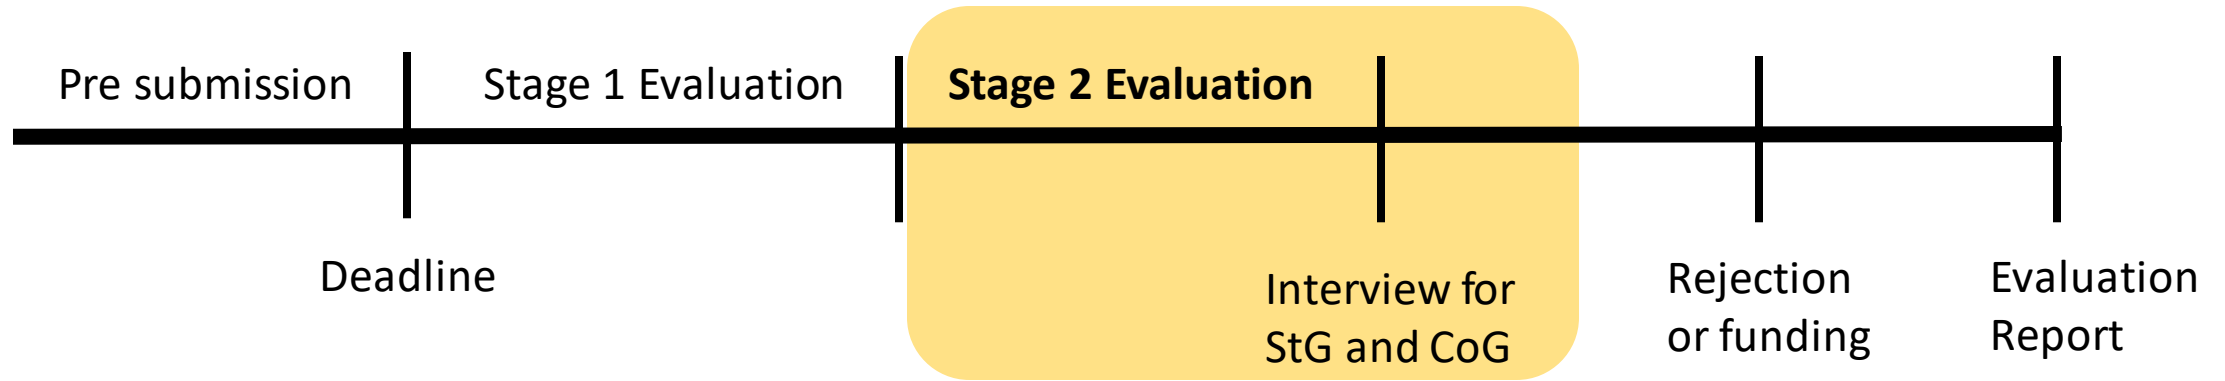 Pre submission
Stage 1 Evaluation
Stage 2 Evaluation
Deadline
Interview for
StG and CoG
Rejection
or funding
Evaluation
Report